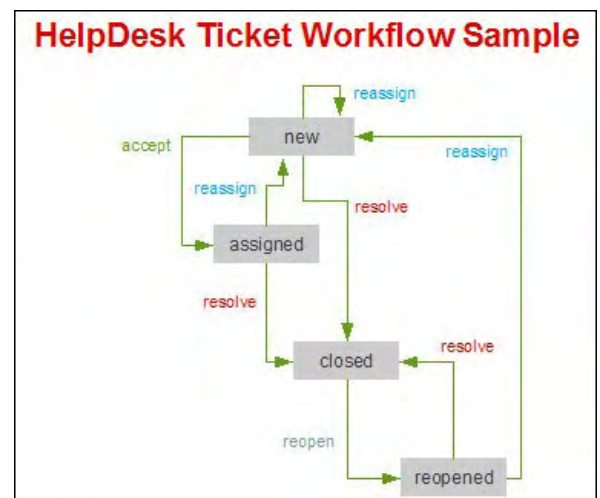 HelpDesk Ticket Workflow Sample
reassign
new
accept
reassign
reassign
resolve
assigned
resolve
closed
resolve
reopen
reopened